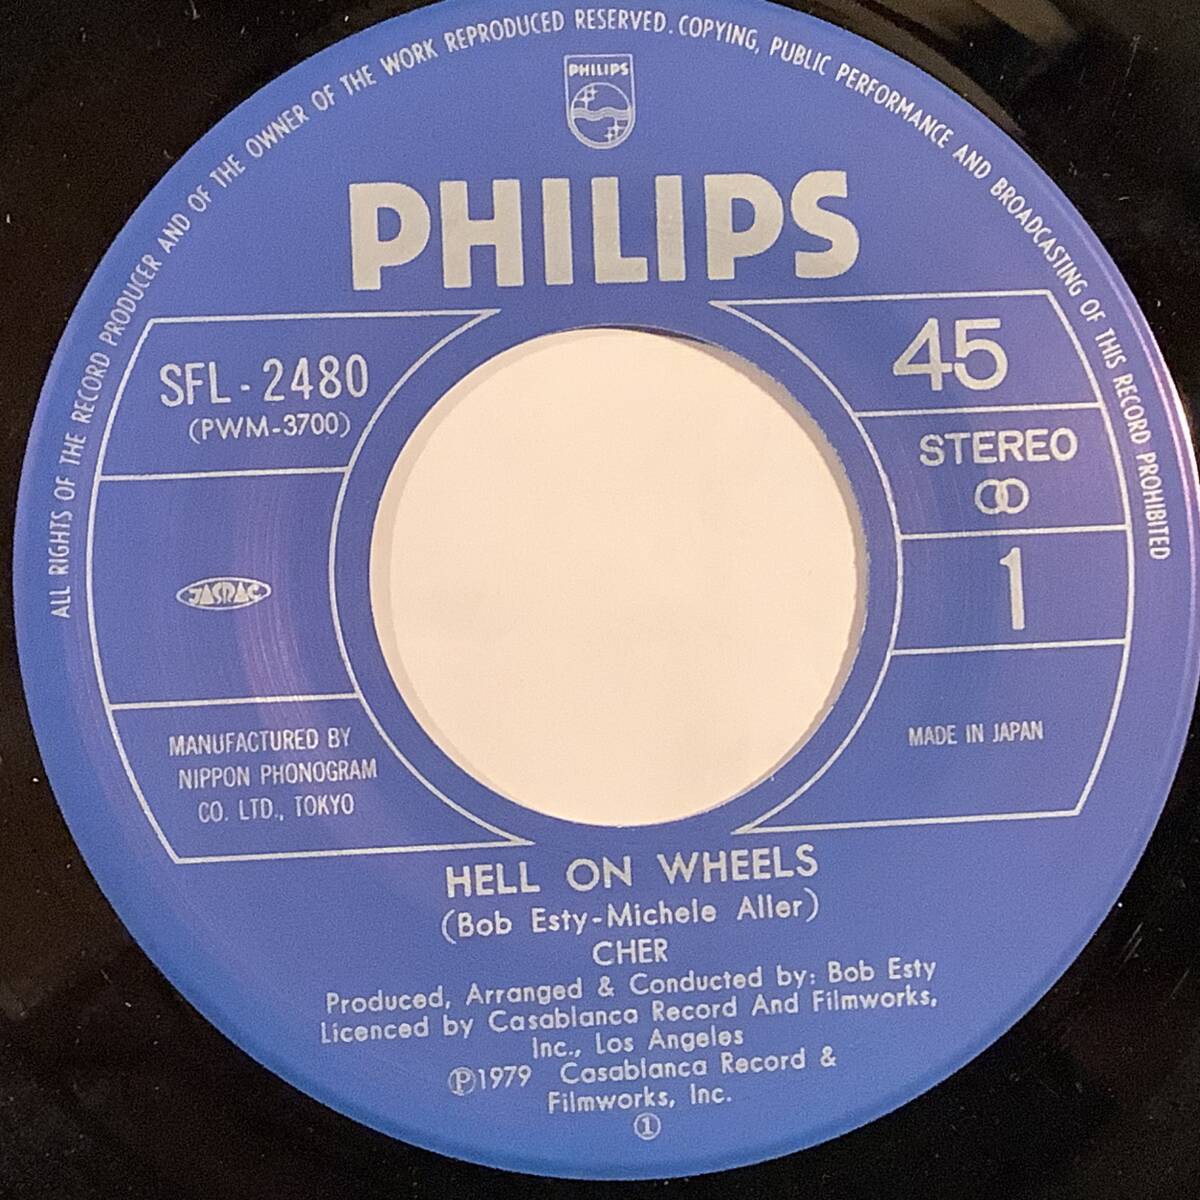 ALL RIGHTS OF THE RECORD PRODUCER AND OF THE OWNER OF THE WORK REPRODUCED RESERVED. COPYING, PUBLIC PERFORMANCE AND BROADCASTING OF THIS RECORD PROHIBITED
PHILIPS
PHILIPS
SFL-2480
(PWM-3700)
JASRAC
MANUFACTURED BY
NIPPON PHONOGRAM
CO. LTD., TOKYO
45
STEREO
1
MADE IN JAPAN
HELL ON WHEELS
(Bob Esty-Michele Aller)
CHER
Produced, Arranged & Conducted by: Bob Esty
Licenced by Casablanca Record And Filmworks,
Inc., Los Angeles
Ⓟ1979 Casablanca Record &
Filmworks, Inc.
①